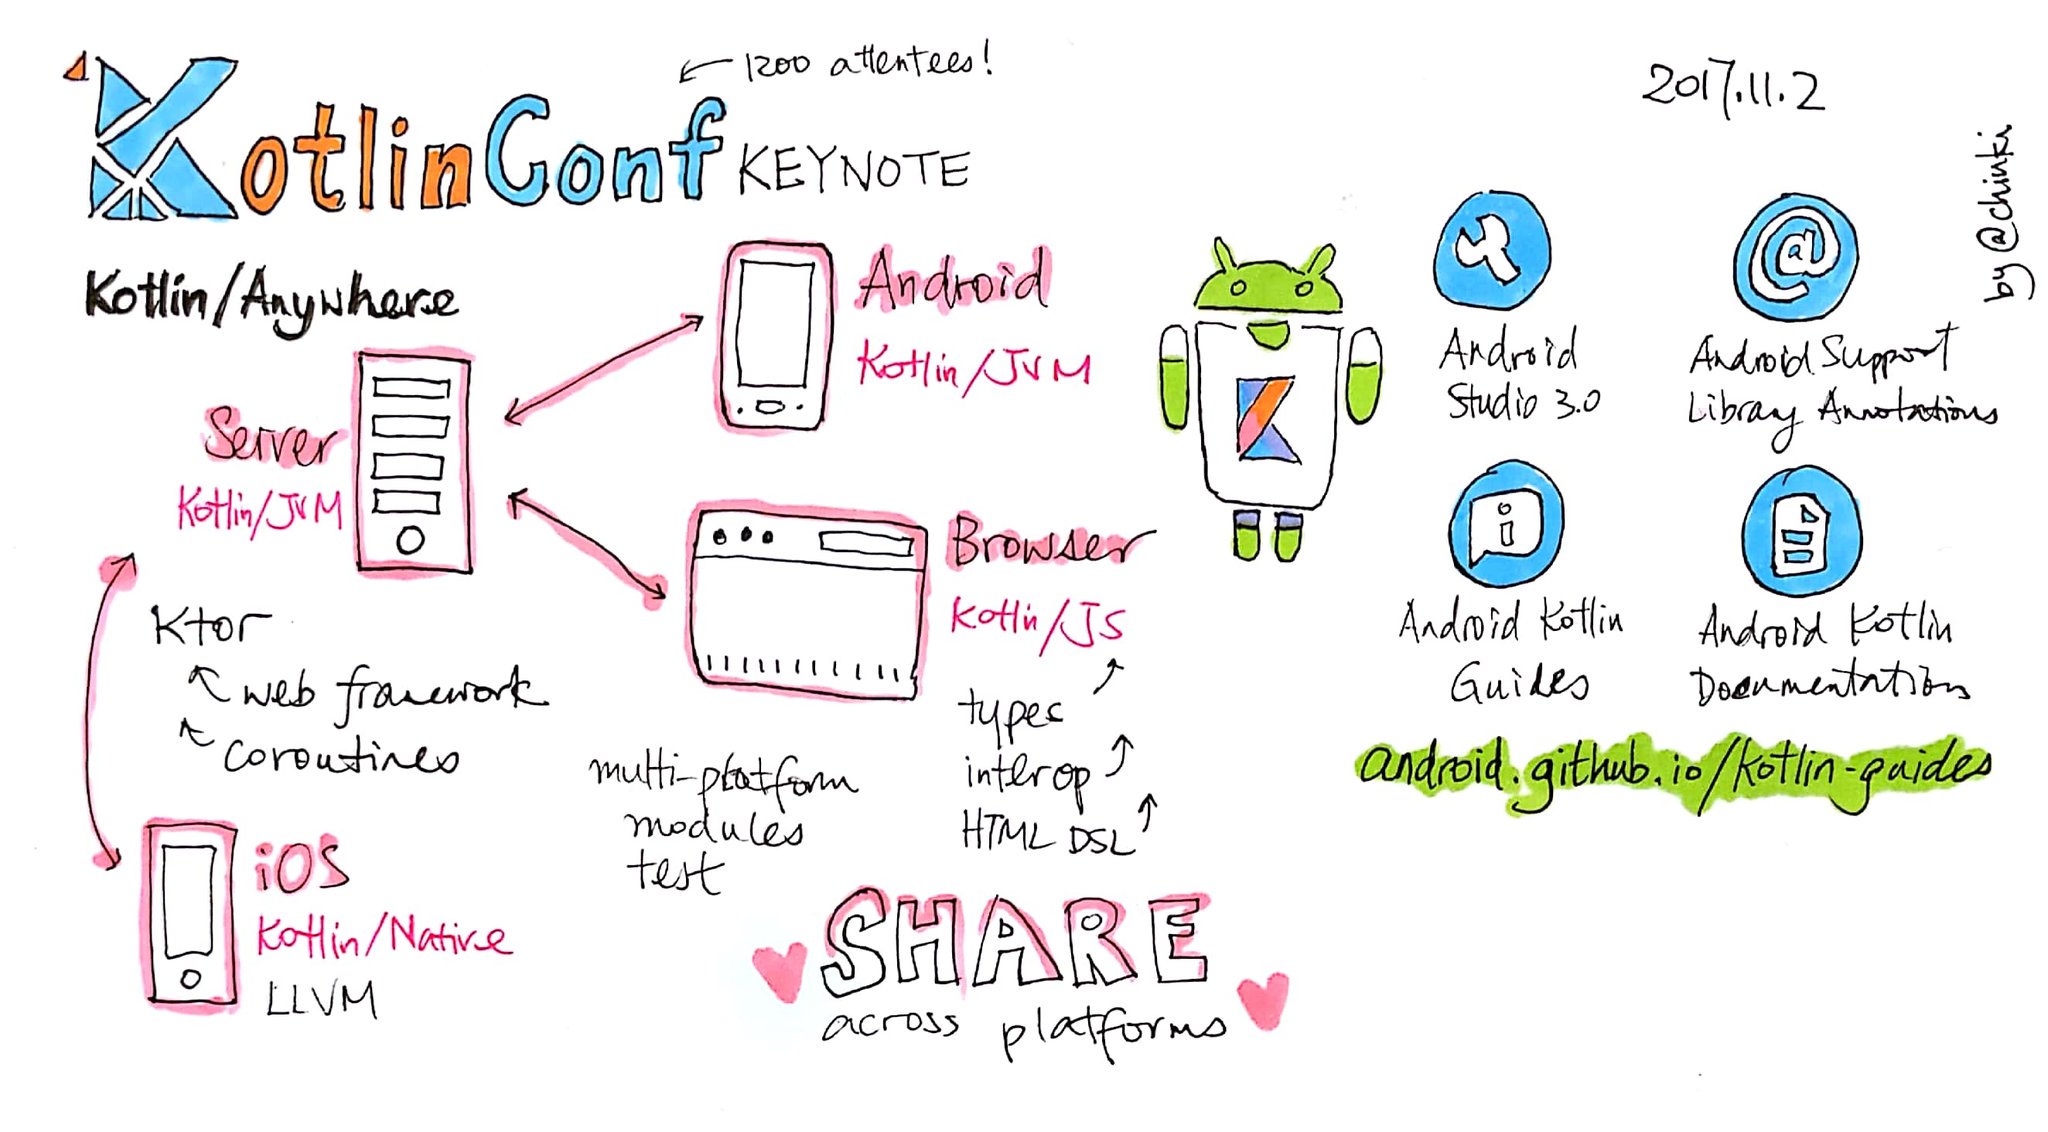 ← 1200 attentees!
KotlinConf KEYNOTE
2017.11.2
by @chiuki
Kotlin/Anywhere
Server
Kotlin/JVM
Android
Kotlin/JVM
Browser
Kotlin/JS
types
interop
HTML DSL
Ktor
web framework
coroutines
iOS
Kotlin/Native
LLVM
multi-platform
modules
test
SHARE
across platforms
Android
Studio 3.0
@
Android Support
Library Annotations
i
Android Kotlin
Guides
Android Kotlin
Documentations
android.github.io/kotlin-guides